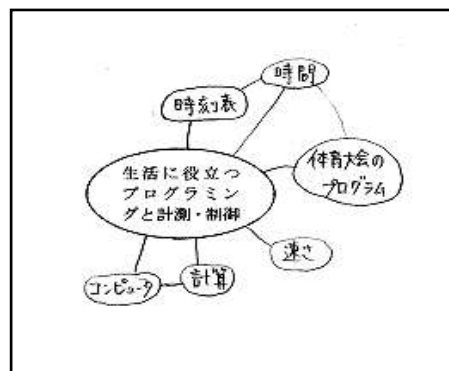 時間
時刻表
体育大会の
プログラム
生活に役立つ
プログラミン
グと計測・制御
速さ
コンピュータ
計算